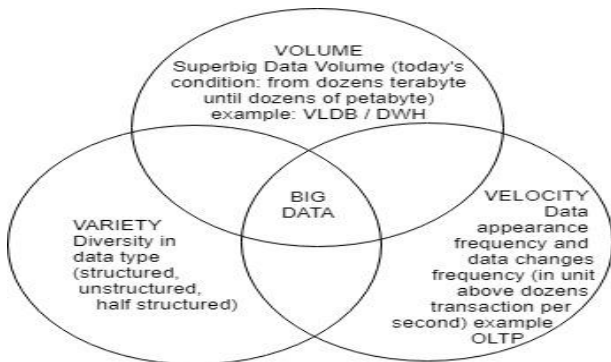 VOLUME
Superbig Data Volume (today's
condition: from dozens terabyte
until dozens of petabyte)
example: VLDB / DWH
BIG
DATA
VARIETY
Diversity in
data type
(structured,
unstructured,
half structured)
VELOCITY
Data
appearance
frequency and
data changes
frequency (in unit
above dozens
transaction per
second) example
OLTP